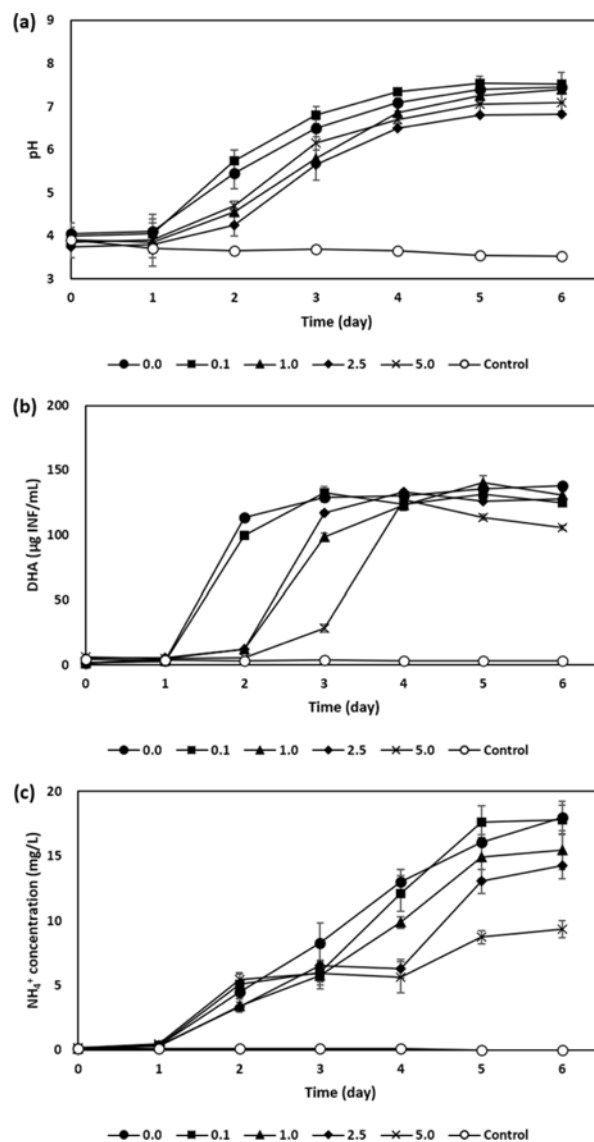 (a)
9
8
7
6
5
4
3
pH
0 1 2 3 4 5 6
Time (day)
0.0 0.1 1.0 2.5 5.0 Control
(b)
200
150
100
50
0
DHA (µg INF/mL)
0 1 2 3 4 5 6
Time (day)
0.0 0.1 1.0 2.5 5.0 Control
(c)
20
15
10
5
0
NH₄⁺ concentration (mg/L)
0 1 2 3 4 5 6
Time (day)
0.0 0.1 1.0 2.5 5.0 Control